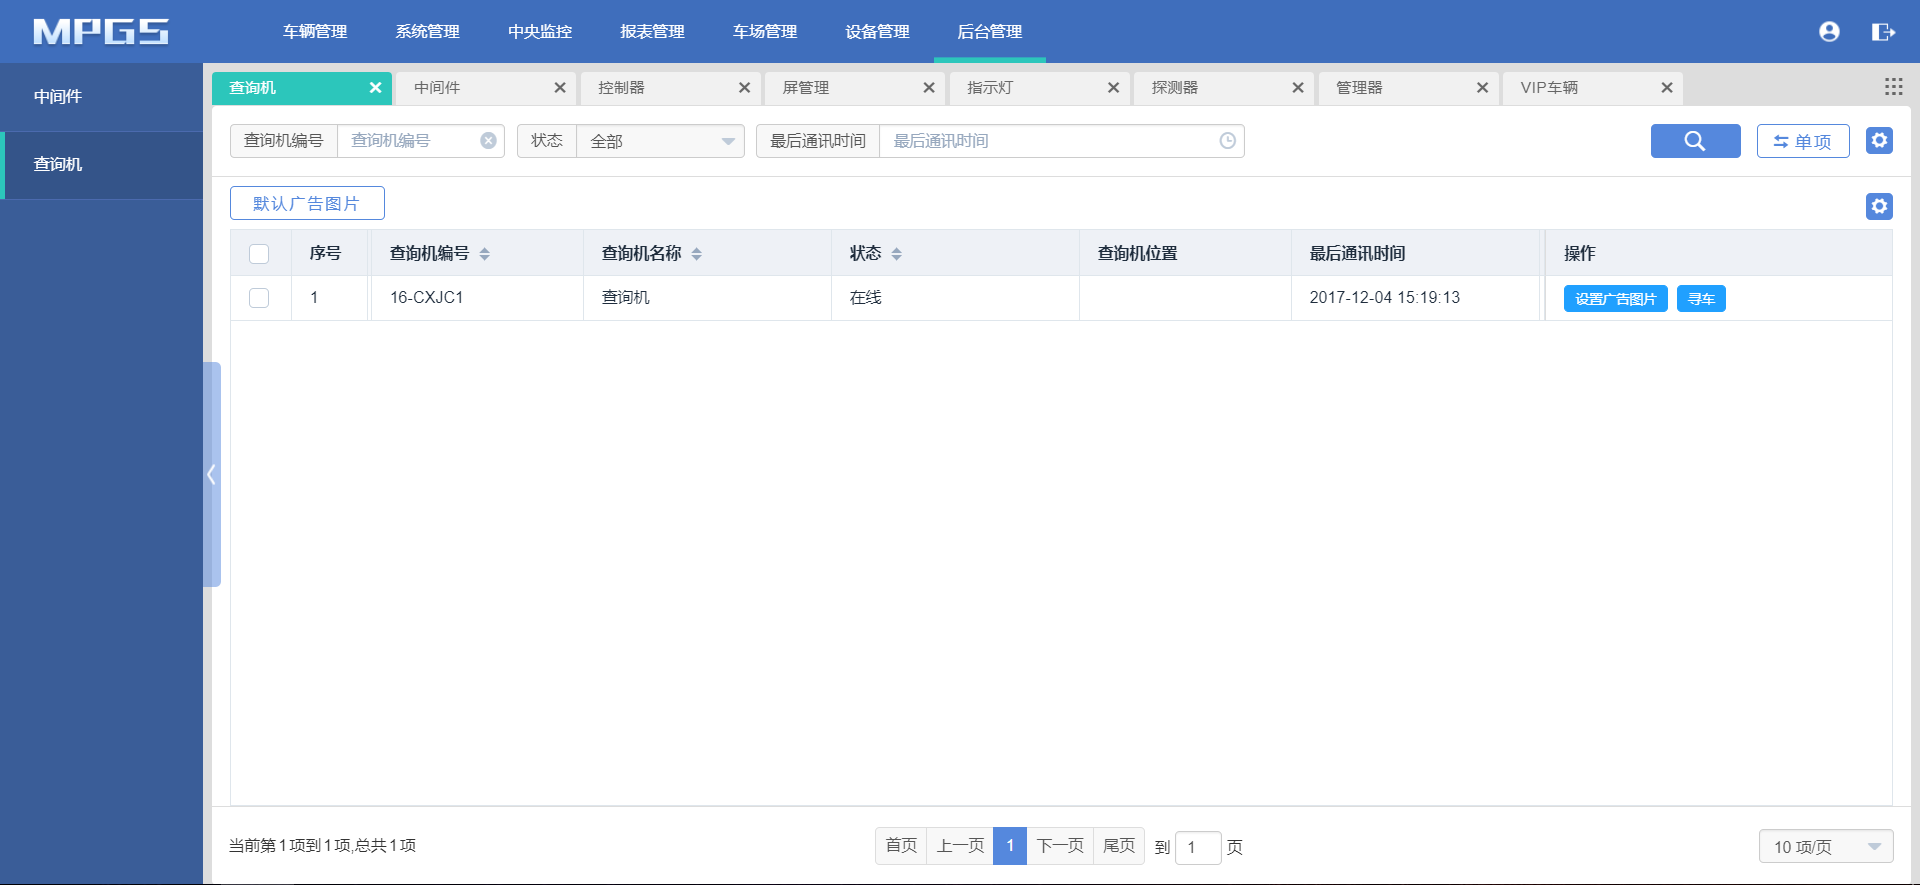 MPGS 车辆管理 系统管理 中央监控 报表管理 车场管理 设备管理 后台管理
中间件
查询机
查询机 中间件 控制器 屏管理 指示灯 探测器 管理器 VIP车辆
查询机编号 查询机编号 状态 全部 最后通讯时间 最后通讯时间 单项
默认广告图片
序号 查询机编号 查询机名称 状态 查询机位置 最后通讯时间 操作
1 16-CXJC1 查询机 在线 2017-12-04 15:19:13 设置广告图片 寻车
当前第1项到1项,总共1项 首页 上一页 1 下一页 尾页 到 1 页 10 项/页